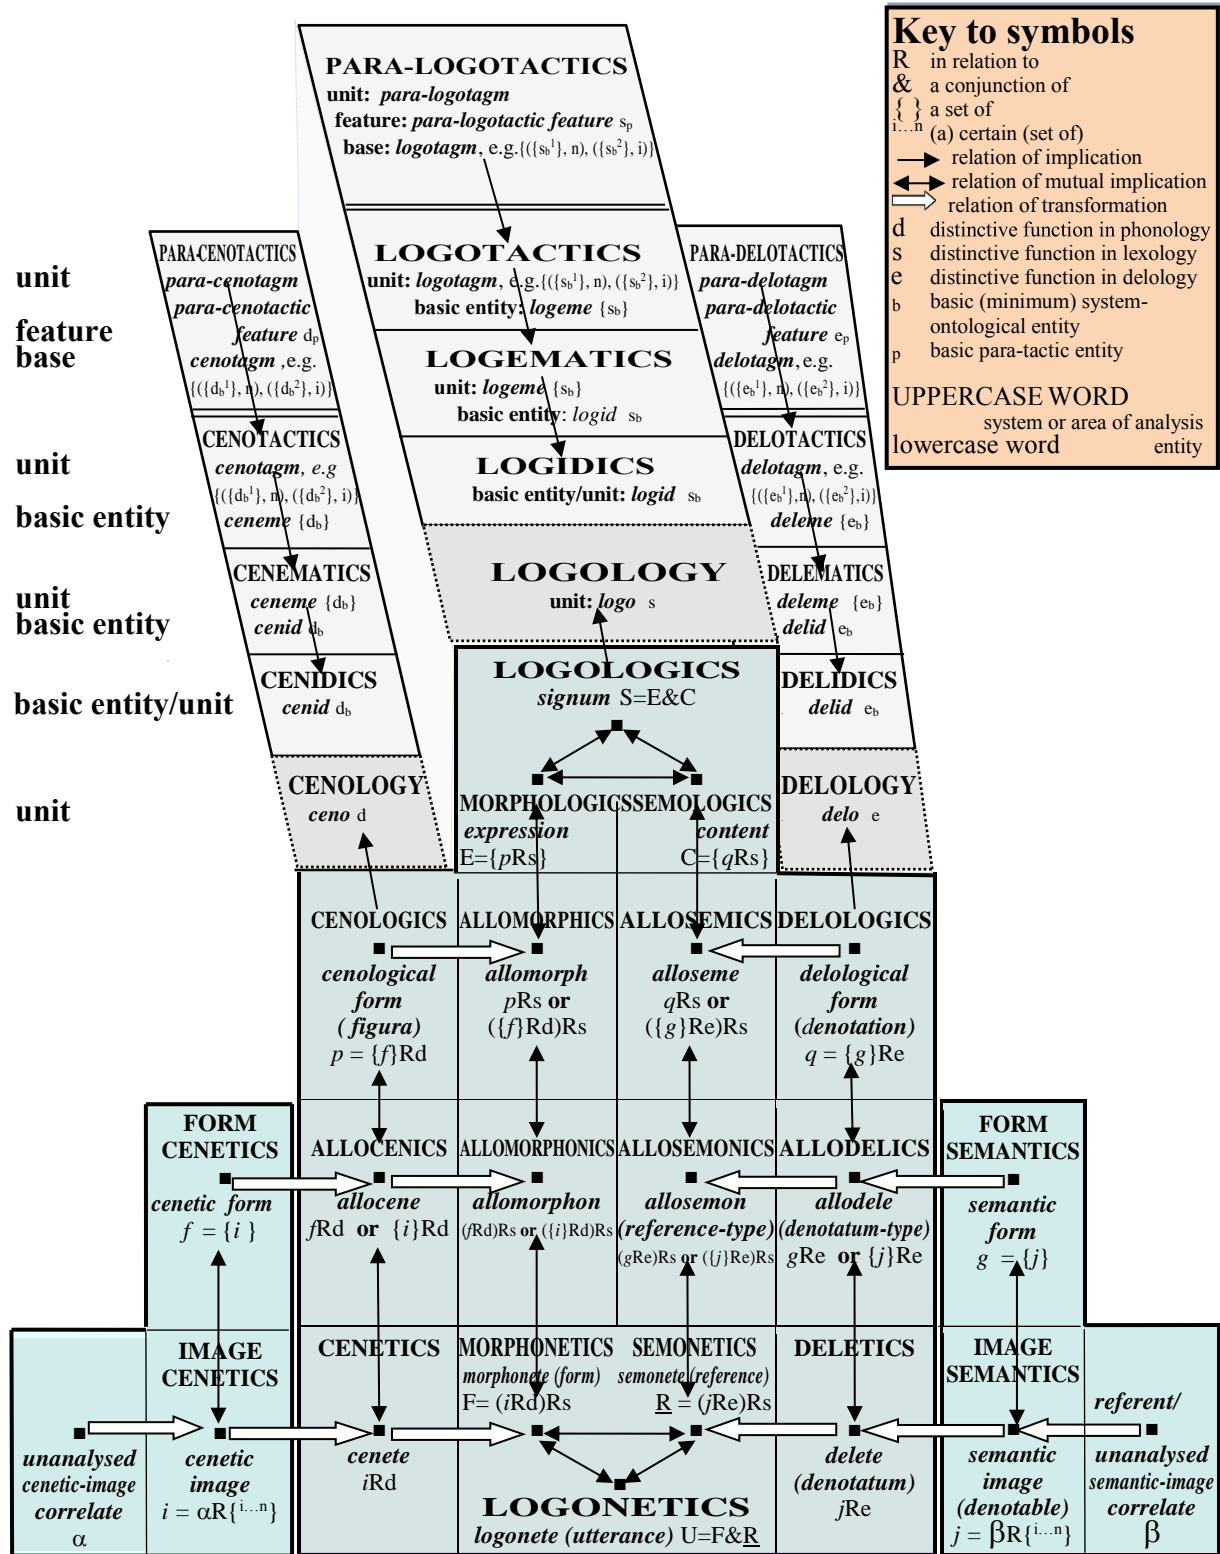 Key to symbols
R in relation to
& a conjunction of
{ } a set of
i…n (a) certain (set of)
relation of implication
relation of mutual implication
relation of transformation
d distinctive function in phonology
s distinctive function in lexology
e distinctive function in delology
b basic (minimum) system-
ontological entity
p basic para-tactic entity
UPPERCASE WORD
system or area of analysis
lowercase word entity
PARA-LOGOTACTICS
unit: para-logotagm
feature: para-logotactic feature sp
base: logotagm, e.g.{({sb1}, n), ({sb2}, i)}
LOGOTACTICS
unit: logotagm, e.g.{({sb1}, n), ({sb2}, i)}
basic entity: logeme {sb}
LOGEMATICS
unit: logeme {sb}
basic entity: logid sb
LOGIDICS
basic entity/unit: logid sb
LOGOLOGY
unit: logo s
unit
feature
base
unit
basic entity
unit
basic entity
basic entity/unit
unit
PARA-CENOTACTICS
para-cenotagm
para-cenotactic
feature dp
cenotagm ,e.g.
{({db1}, n), ({db2}, i)}
CENOTACTICS
cenotagm, e.g
{({db1}, n), ({db2}, i)}
ceneme {db}
CENEMATICS
ceneme {db}
cenid db
CENIDICS
cenid db
CENOLOGY
ceno d
PARA-DELOTACTICS
para-delotagm
para-delotactic
feature ep
delotagm, e.g.
{({eb1}, n), ({eb2}, i)}
DELOTACTICS
delotagm, e.g.
{({eb1}, n), ({eb2},i)}
deleme {eb}
DELEMATICS
deleme {eb}
delid eb
DELIDICS
delid eb
DELOLOGY
delo e
LOGOLOGICS
signum S=E&C
MORPHOLOGICS SEMOLOGICS
expression content
E={pRs} C={qRs}
CENOLOGICS ALLOMORPHICS ALLOSEMICS DELOLOGICS
cenological allomorph alloseme delological
form pRs or qRs or form
(figura) ({f}Rd)Rs ({g}Re)Rs (denotation)
p = {f}Rd q = {g}Re
FORM
CENETICS
cenetic form
f = {i }
ALLOCENICS ALLOMORPHONICS ALLOSEMONICS ALLODELICS
allocene allomorphon allosemon allodele
fRd or {i}Rd (fRd)Rs or ({i}Rd)Rs (reference-type) (denotatum-type)
(gRe)Rs or ({j}Re)Rs gRe or {j}Re
FORM
SEMANTICS
semantic
form
g = {j}
unanalysed
cenetic-image
correlate
α
IMAGE
CENETICS
cenetic
image
i = αR{i…n}
CENETICS
cenete
iRd
MORPHONETICS SEMONETICS
morphonete (form) semonete (reference)
F= (iRd)Rs R = (jRe)Rs
LOGONETICS
logonete (utterance) U=F&R
DELETICS
delete
(denotatum)
jRe
IMAGE
SEMANTICS
semantic
image
(denotable)
j = βR{i…n}
referent/
unanalysed
semantic-image
correlate
β